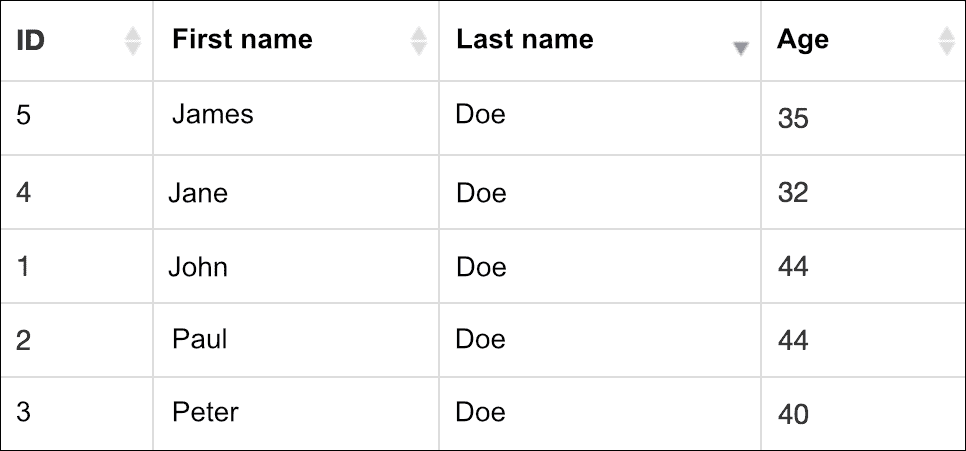 ID First name Last name Age
5 James Doe 35
4 Jane Doe 32
1 John Doe 44
2 Paul Doe 44
3 Peter Doe 40